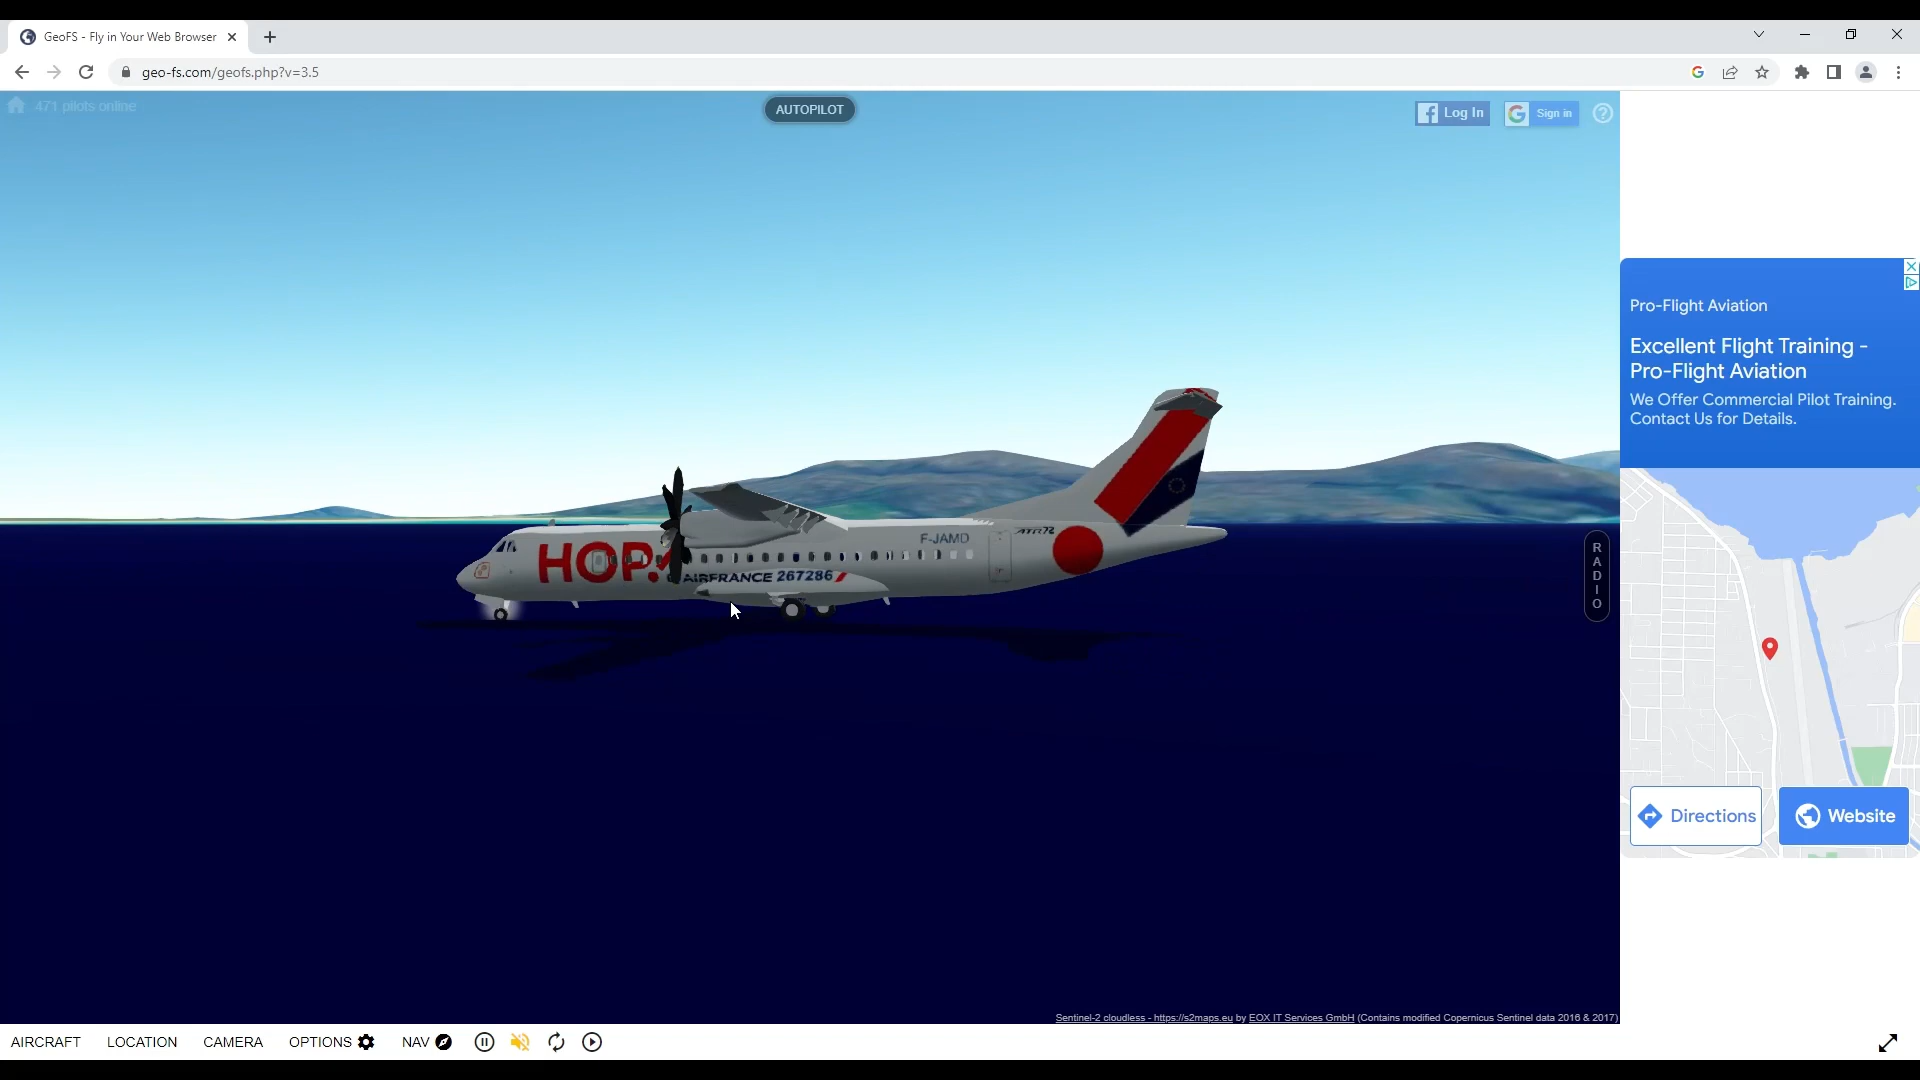 GeoFS - Fly in Your Web Browser
geo-fs.com/geofs.php?v=3.5
471 pilots online
AUTOPILOT
Log In
Sign in
Pro-Flight Aviation
Excellent Flight Training -
Pro-Flight Aviation
We Offer Commercial Pilot Training.
Contact Us for Details.
F-JAMD
ATR72
HOP!
AIRFRANCE 267286
RADIO
Directions
Website
Sentinel-2 cloudless - https://s2maps.eu by EOX IT Services GmbH (Contains modified Copernicus Sentinel data 2016 & 2017)
AIRCRAFT
LOCATION
CAMERA
OPTIONS
NAV